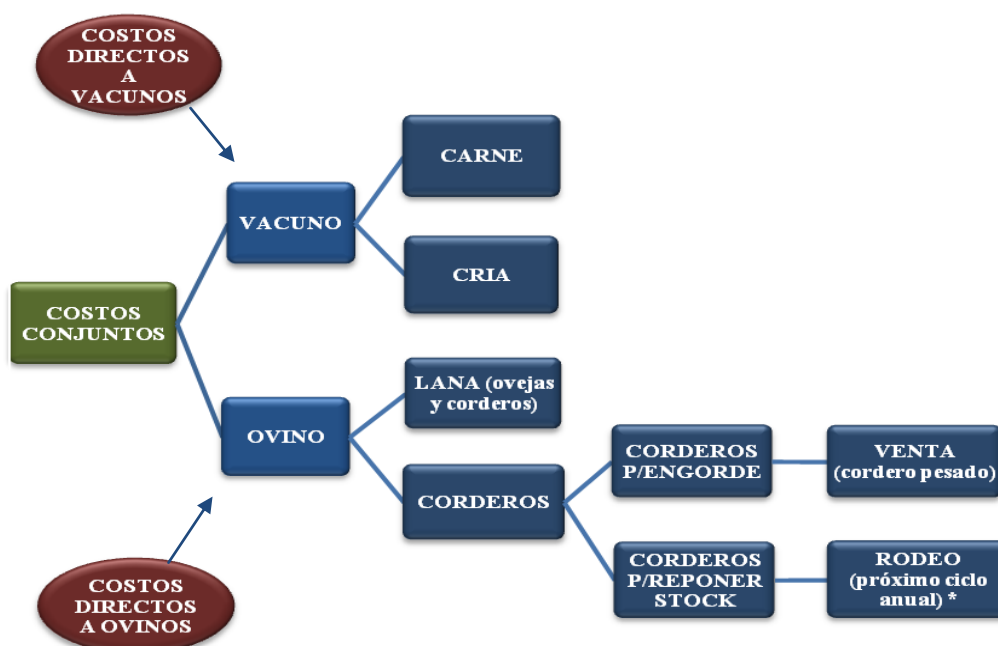 COSTOS
DIRECTOS
A
VACUNOS
CARNE
VACUNO
CRIA
COSTOS
CONJUNTOS
LANA (ovejas
y corderos)
OVINO
CORDEROS
P/ENGORDE
VENTA
(cordero pesado)
CORDEROS
CORDEROS
P/REPONER
STOCK
RODEO
(próximo ciclo
anual) *
COSTOS
DIRECTOS
A OVINOS